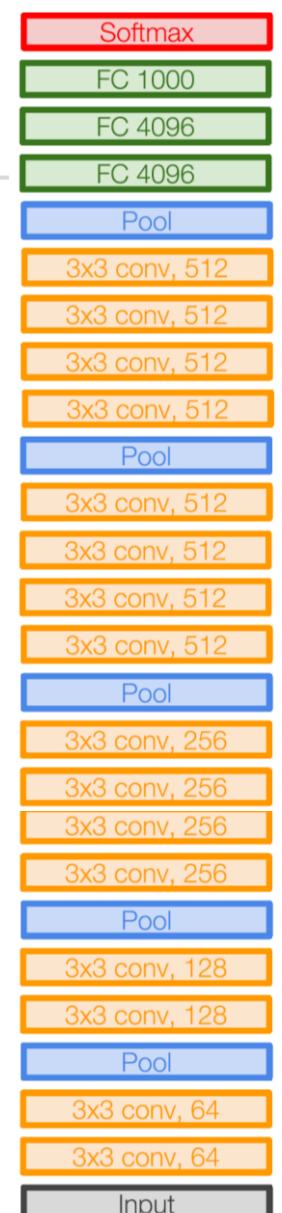 Softmax
FC 1000
FC 4096
FC 4096
Pool
3x3 conv, 512
3x3 conv, 512
3x3 conv, 512
3x3 conv, 512
Pool
3x3 conv, 512
3x3 conv, 512
3x3 conv, 512
3x3 conv, 512
Pool
3x3 conv, 256
3x3 conv, 256
3x3 conv, 256
3x3 conv, 256
Pool
3x3 conv, 128
3x3 conv, 128
Pool
3x3 conv, 64
3x3 conv, 64
Input